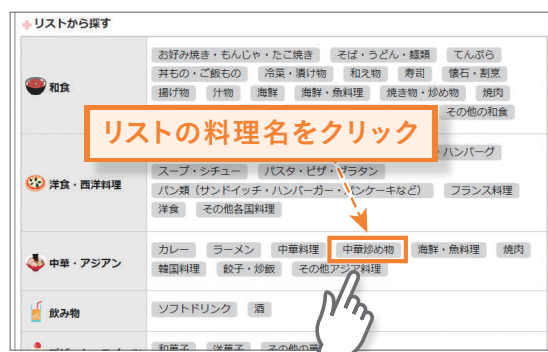 リストから探す
お好み焼き・もんじゃ・たこ焼き そば・うどん・麺類 てんぷら
丼もの・ご飯もの 冷菜・漬け物 和え物 寿司 懐石・割烹
和食
揚げ物 汁物 海鮮 海鮮・魚料理 焼き物・炒め物 焼肉
その他の和食
リストの料理名をクリック
・ハンバーグ
スープ・シチュー パスタ・ピザ・グラタン
洋食・西洋料理
パン類（サンドイッチ・ハンバーガー・パンケーキなど） フランス料理
洋食 その他各国料理
カレー ラーメン 中華料理 中華炒め物 海鮮・魚料理 焼肉
中華・アジアン
韓国料理 餃子・炒飯 その他アジア料理
飲み物
ソフトドリンク 酒
和菓子 洋菓子 その他の菓